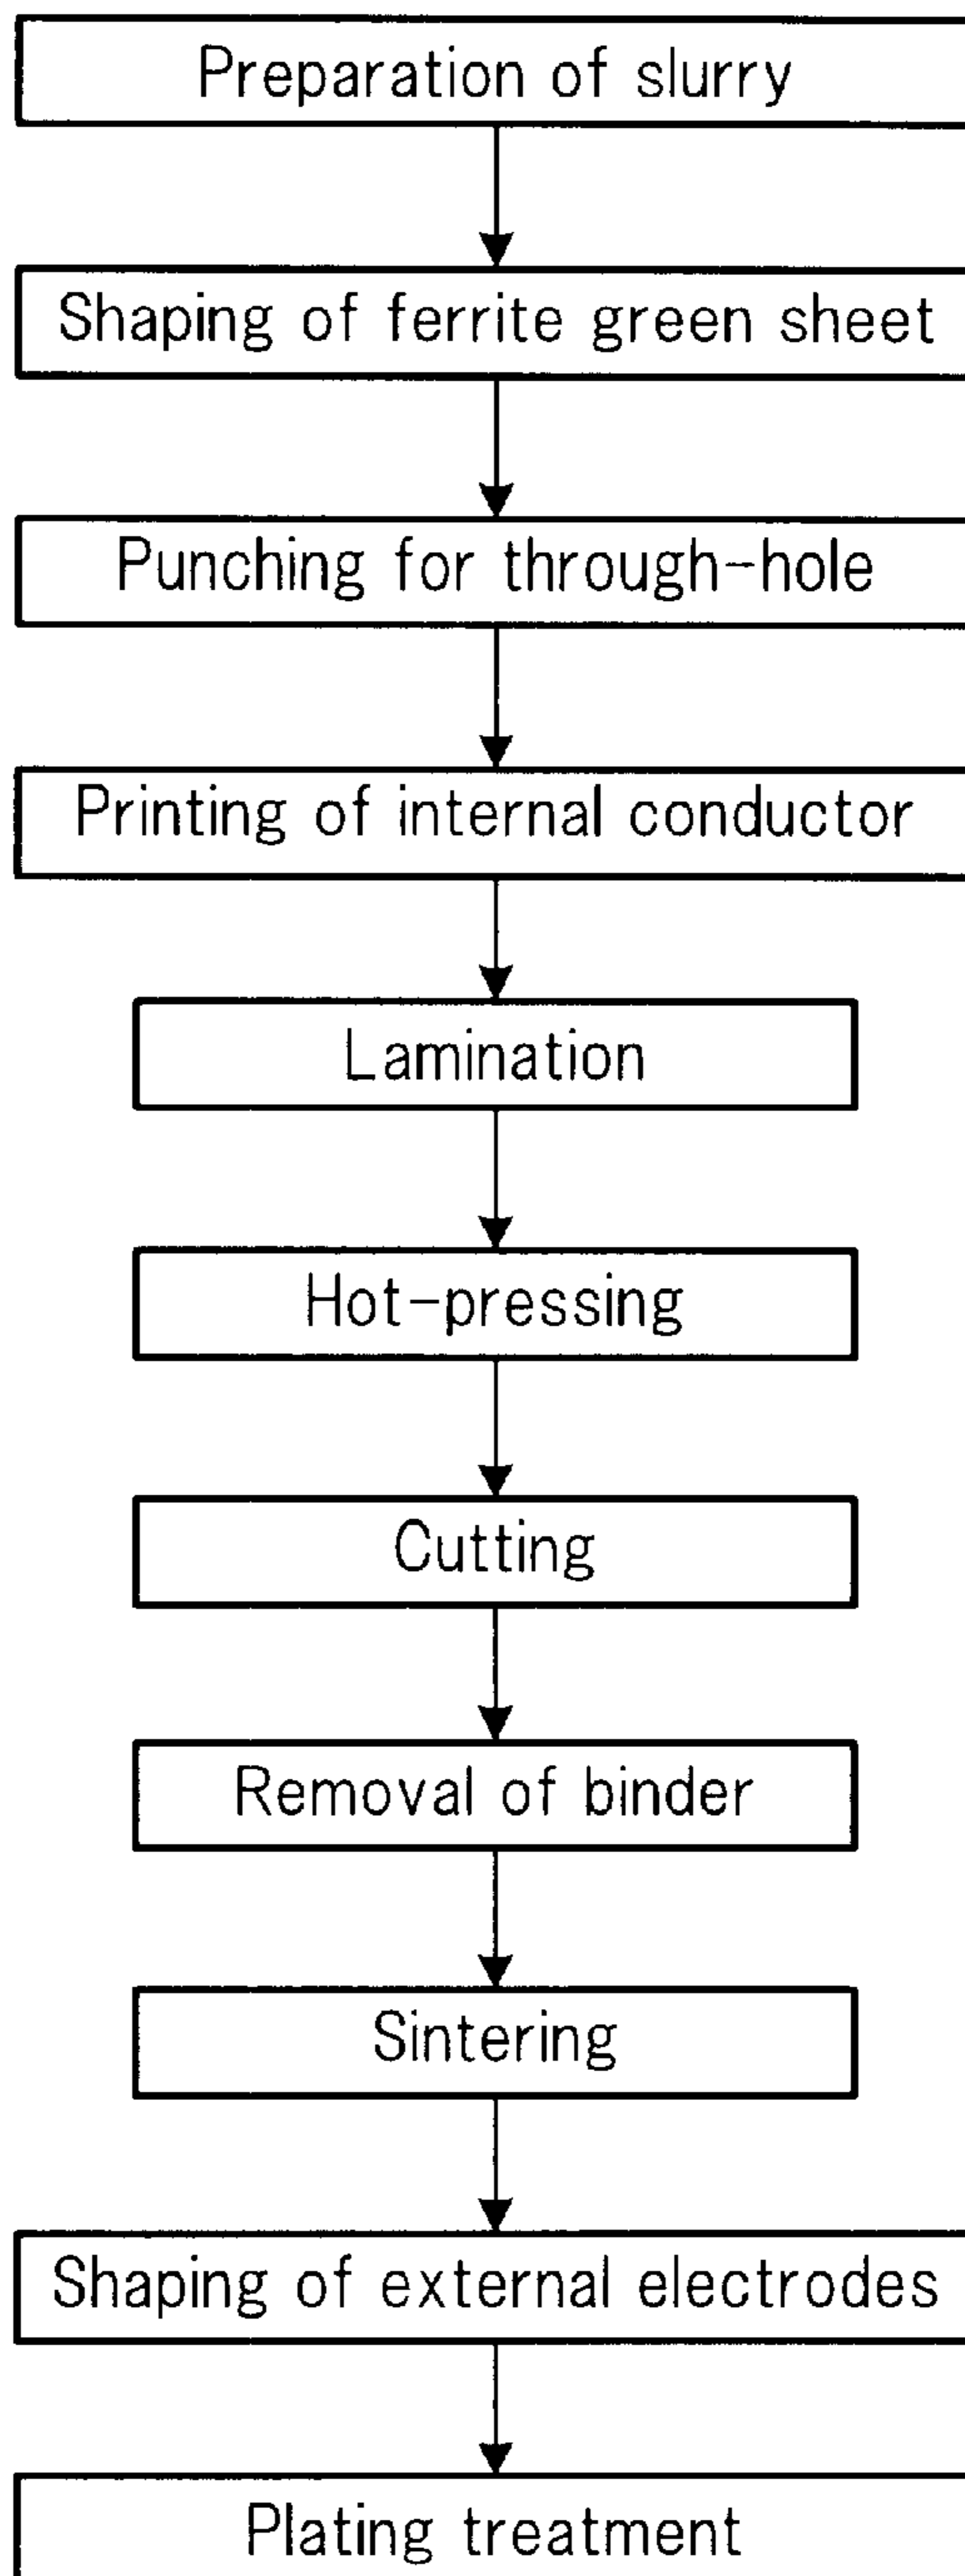 Preparation of slurry
Shaping of ferrite green sheet
Punching for through-hole
Printing of internal conductor
Lamination
Hot-pressing
Cutting
Removal of binder
Sintering
Shaping of external electrodes
Plating treatment